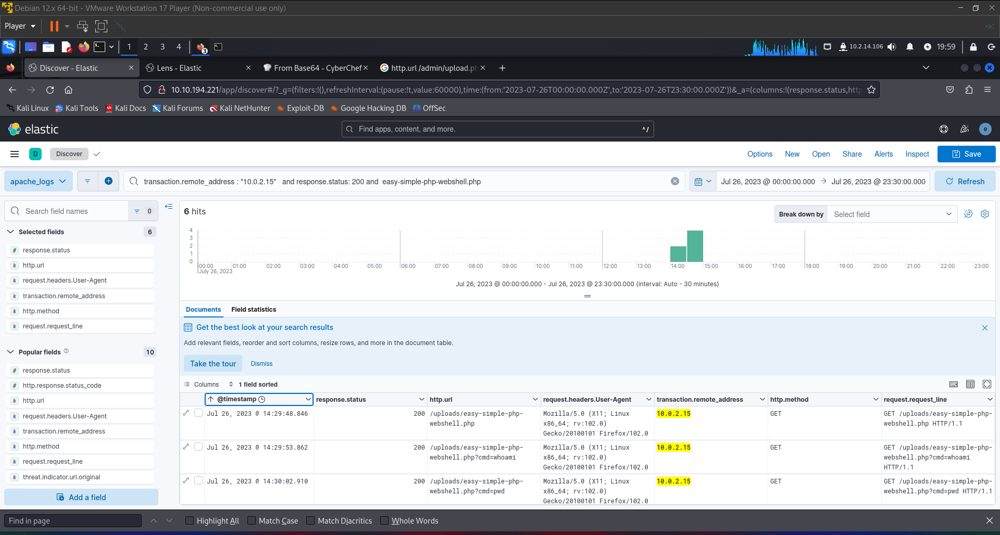 Debian 12.x 64-bit - VMware Workstation 17 Player (Non-commercial use only)
Player
1 2 3 4 3 10.2.14.106 19:59
Discover - Elastic Lens - Elastic From Base64 - CyberChef http.url /admin/upload.ph
10.10.194.221/app/discover#/?_g=(filters:!(),refreshInterval:(pause:!t,value:60000),time:(from:'2023-07-26T00:00:00.000Z',to:'2023-07-26T23:30:00.000Z'))&_a=(columns:!(response.status,http
Kali Linux Kali Tools Kali Docs Kali Forums Kali NetHunter Exploit-DB Google Hacking DB OffSec
elastic Find apps, content, and more. ^/ e
D Discover Options New Open Share Alerts Inspect Save
apache_logs transaction.remote_address : "10.0.2.15" and response.status: 200 and easy-simple-php-webshell.php Jul 26, 2023 @ 00:00:00.000 → Jul 26, 2023 @ 23:30:00.000 Refresh
Search field names 0
Selected fields 6
# response.status
k http.url
k request.headers.User-Agent
k transaction.remote_address
k http.method
k request.request_line
Popular fields 10
# response.status
# http.response.status_code
k http.url
k request.headers.User-Agent
k transaction.remote_address
k http.method
k request.request_line
k threat.indicator.url.original
Add a field
6 hits
Break down by Select field
4
3
2
1
0
00:00 01:00 02:00 03:00 04:00 05:00 06:00 07:00 08:00 09:00 10:00 11:00 12:00 13:00 14:00 15:00 16:00 17:00 18:00 19:00 20:00 21:00 22:00 23:00
July 26, 2023
Jul 26, 2023 @ 00:00:00.000 - Jul 26, 2023 @ 23:30:00.000 (interval: Auto - 30 minutes)
Documents Field statistics
Get the best look at your search results
Add relevant fields, reorder and sort columns, resize rows, and more in the document table.
Take the tour Dismiss
Columns 1 field sorted
@timestamp response.status http.url request.headers.User-Agent transaction.remote_address http.method request.request_line
Jul 26, 2023 @ 14:29:48.846 200 /uploads/easy-simple-php- Mozilla/5.0 (X11; Linux 10.0.2.15 GET GET /uploads/easy-simple-php-
webshell.php x86_64; rv:102.0) webshell.php HTTP/1.1
Gecko/20100101 Firefox/102.0
Jul 26, 2023 @ 14:29:53.862 200 /uploads/easy-simple-php- Mozilla/5.0 (X11; Linux 10.0.2.15 GET GET /uploads/easy-simple-php-
webshell.php?cmd=whoami x86_64; rv:102.0) webshell.php?cmd=whoami
Gecko/20100101 Firefox/102.0 HTTP/1.1
Jul 26, 2023 @ 14:30:02.910 200 /uploads/easy-simple-php- Mozilla/5.0 (X11; Linux 10.0.2.15 GET GET /uploads/easy-simple-php-
webshell.php?cmd=pwd x86_64; rv:102.0) webshell.php?cmd=pwd HTTP/1.1
Gecko/20100101 Firefox/102.0
Find in page Highlight All Match Case Match Diacritics Whole Words